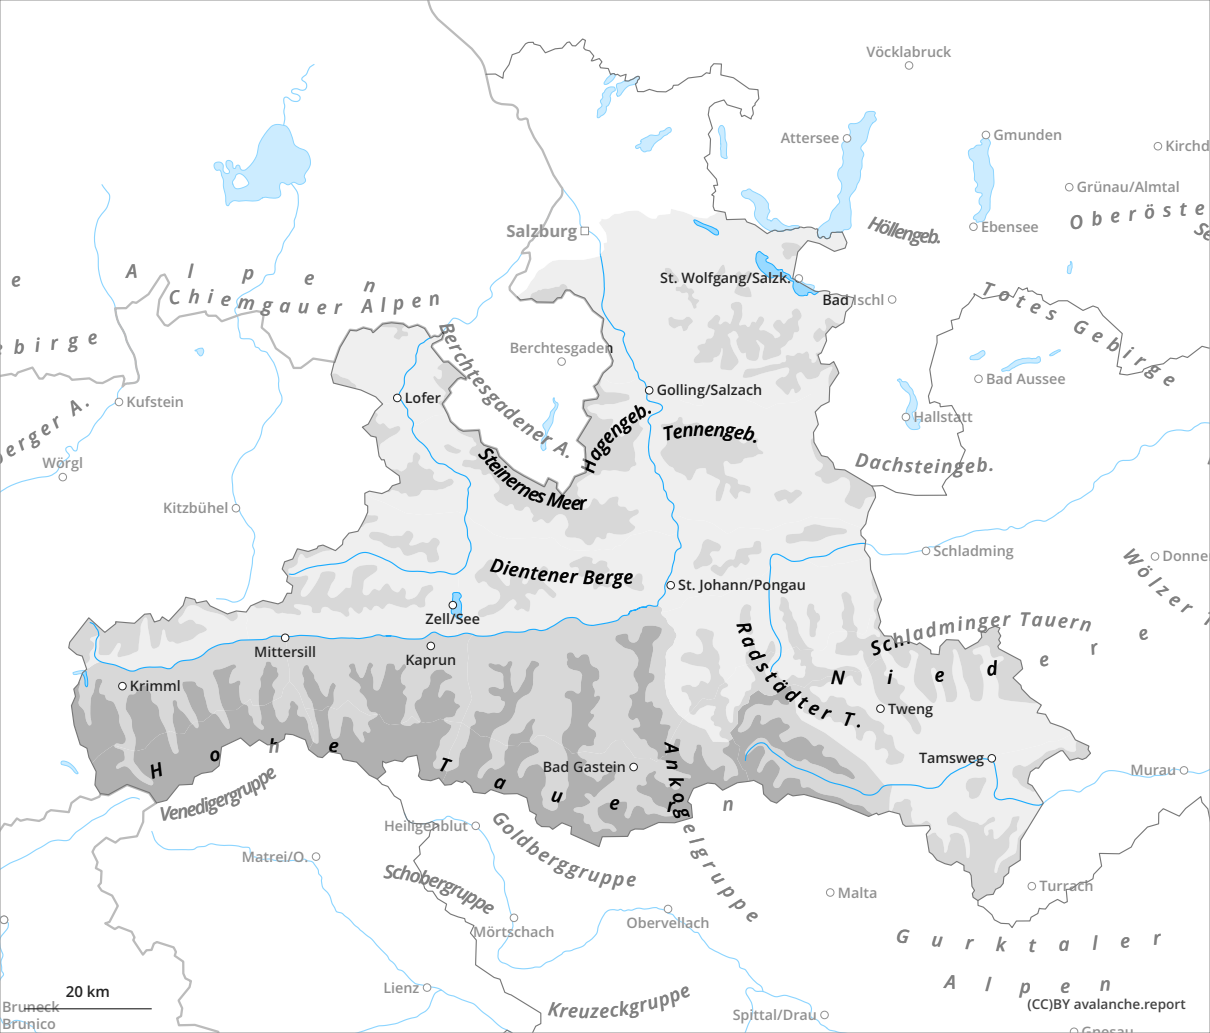 Vöcklabruck
Attersee
Gmunden
Kirchd
Grünau/Almtal
Oberöste
Salzburg
Höllengeb.
Ebensee
Se
e
Alpen
Chiemgauer Alpen
St. Wolfgang/Salzk.
Bad Ischl
Totes Gebirge
ebirge
Berchtesgaden
Berchtesgadener A.
Bad Aussee
Golling/Salzach
Kufstein
Lofer
Hagengeb.
Hallstatt
berger A.
Tennengeb.
Wörgl
Steinernes Meer
Dachsteingeb.
Kitzbühel
Schladming
Donne
Wölzer T
Dientener Berge
St. Johann/Pongau
Zell/See
Mittersill
Kaprun
Radstädter T.
Schladminger Tauern
Niedere
Krimml
Tweng
Hohe Tauern
Bad Gastein
Ankogelgruppe
Tamsweg
Murau
Venedigergruppe
Heiligenblut
Goldberggruppe
Matrei/O.
Schobergruppe
Malta
Turrach
Mörtschach
Obervellach
Gurktaler
Alpen
Lienz
Kreuzeckgruppe
20 km
Bruneck
Brunico
Spittal/Drau
(CC)BY avalanche.report
Gnesau